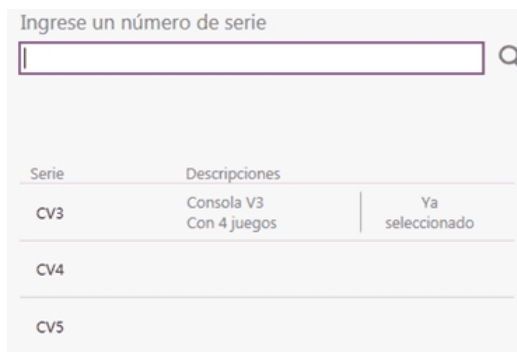 Ingrese un número de serie
Serie Descripciones
CV3 Consola V3 Ya
Con 4 juegos seleccionado
CV4
CV5